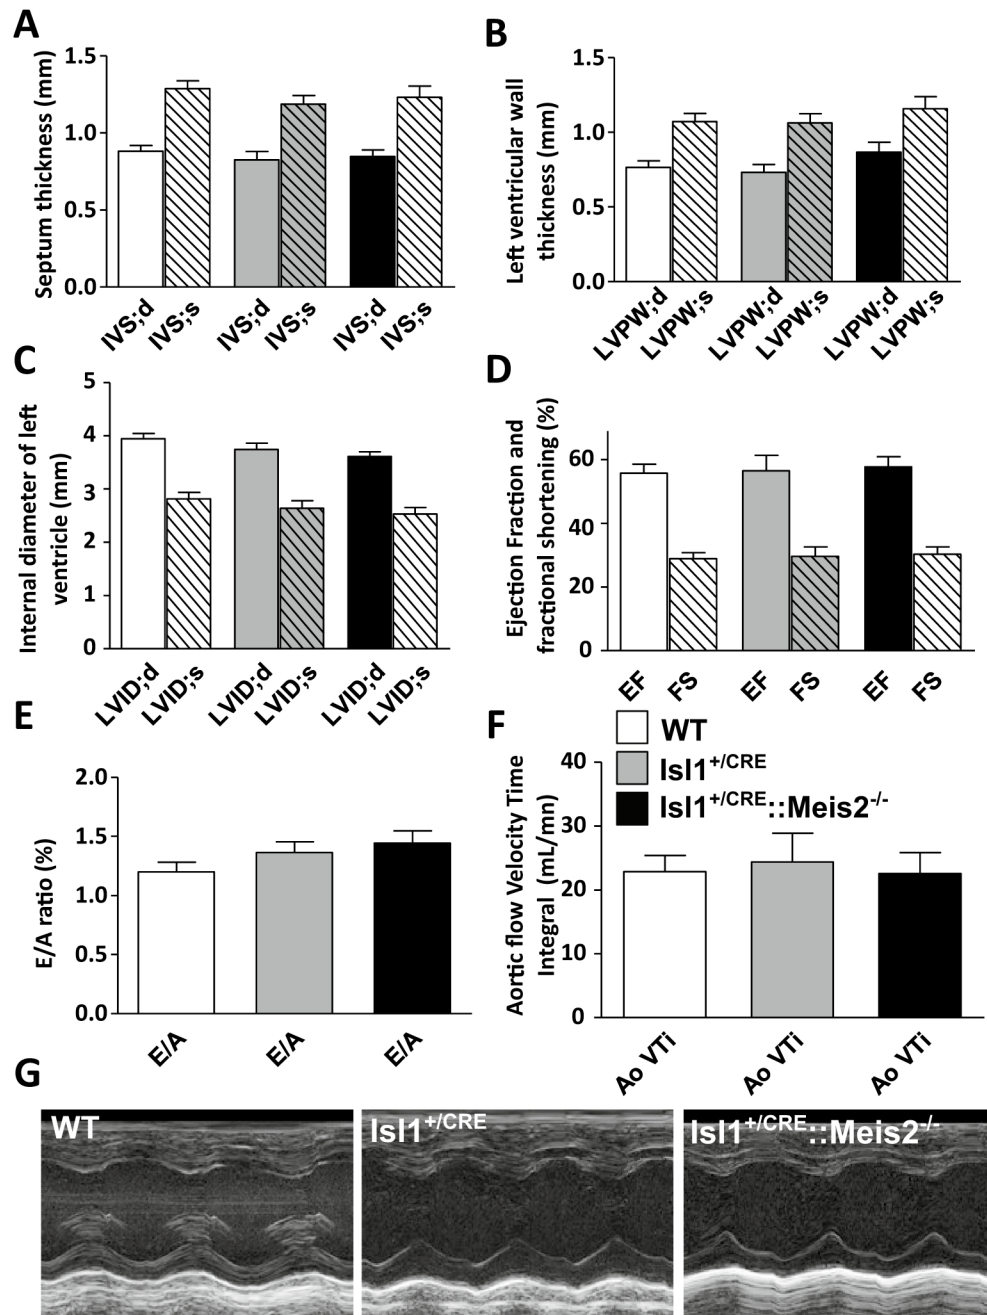 A
Septum thickness (mm)
1.5
1.0
0.5
0.0
IVS;d
IVS;s
IVS;d
IVS;s
IVS;d
IVS;s
B
Left ventricular wall
thickness (mm)
1.5
1.0
0.5
0.0
LVPW;d
LVPW;s
LVPW;d
LVPW;s
LVPW;d
LVPW;s
C
Internal diameter of left
ventricle (mm)
5
4
3
2
1
0
LVID;d
LVID;s
LVID;d
LVID;s
LVID;d
LVID;s
D
Ejection Fraction and
fractional shortening (%)
60
40
20
0
EF
FS
EF
FS
EF
FS
E
E/A ratio (%)
2.0
1.5
1.0
0.5
0.0
E/A
E/A
E/A
F
WT
Isl1+/CRE
Isl1+/CRE::Meis2-/-
Aortic flow Velocity Time
Integral (mL/mn)
40
30
20
10
0
Ao VTi
Ao VTi
Ao VTi
G
WT
Isl1+/CRE
Isl1+/CRE::Meis2-/-